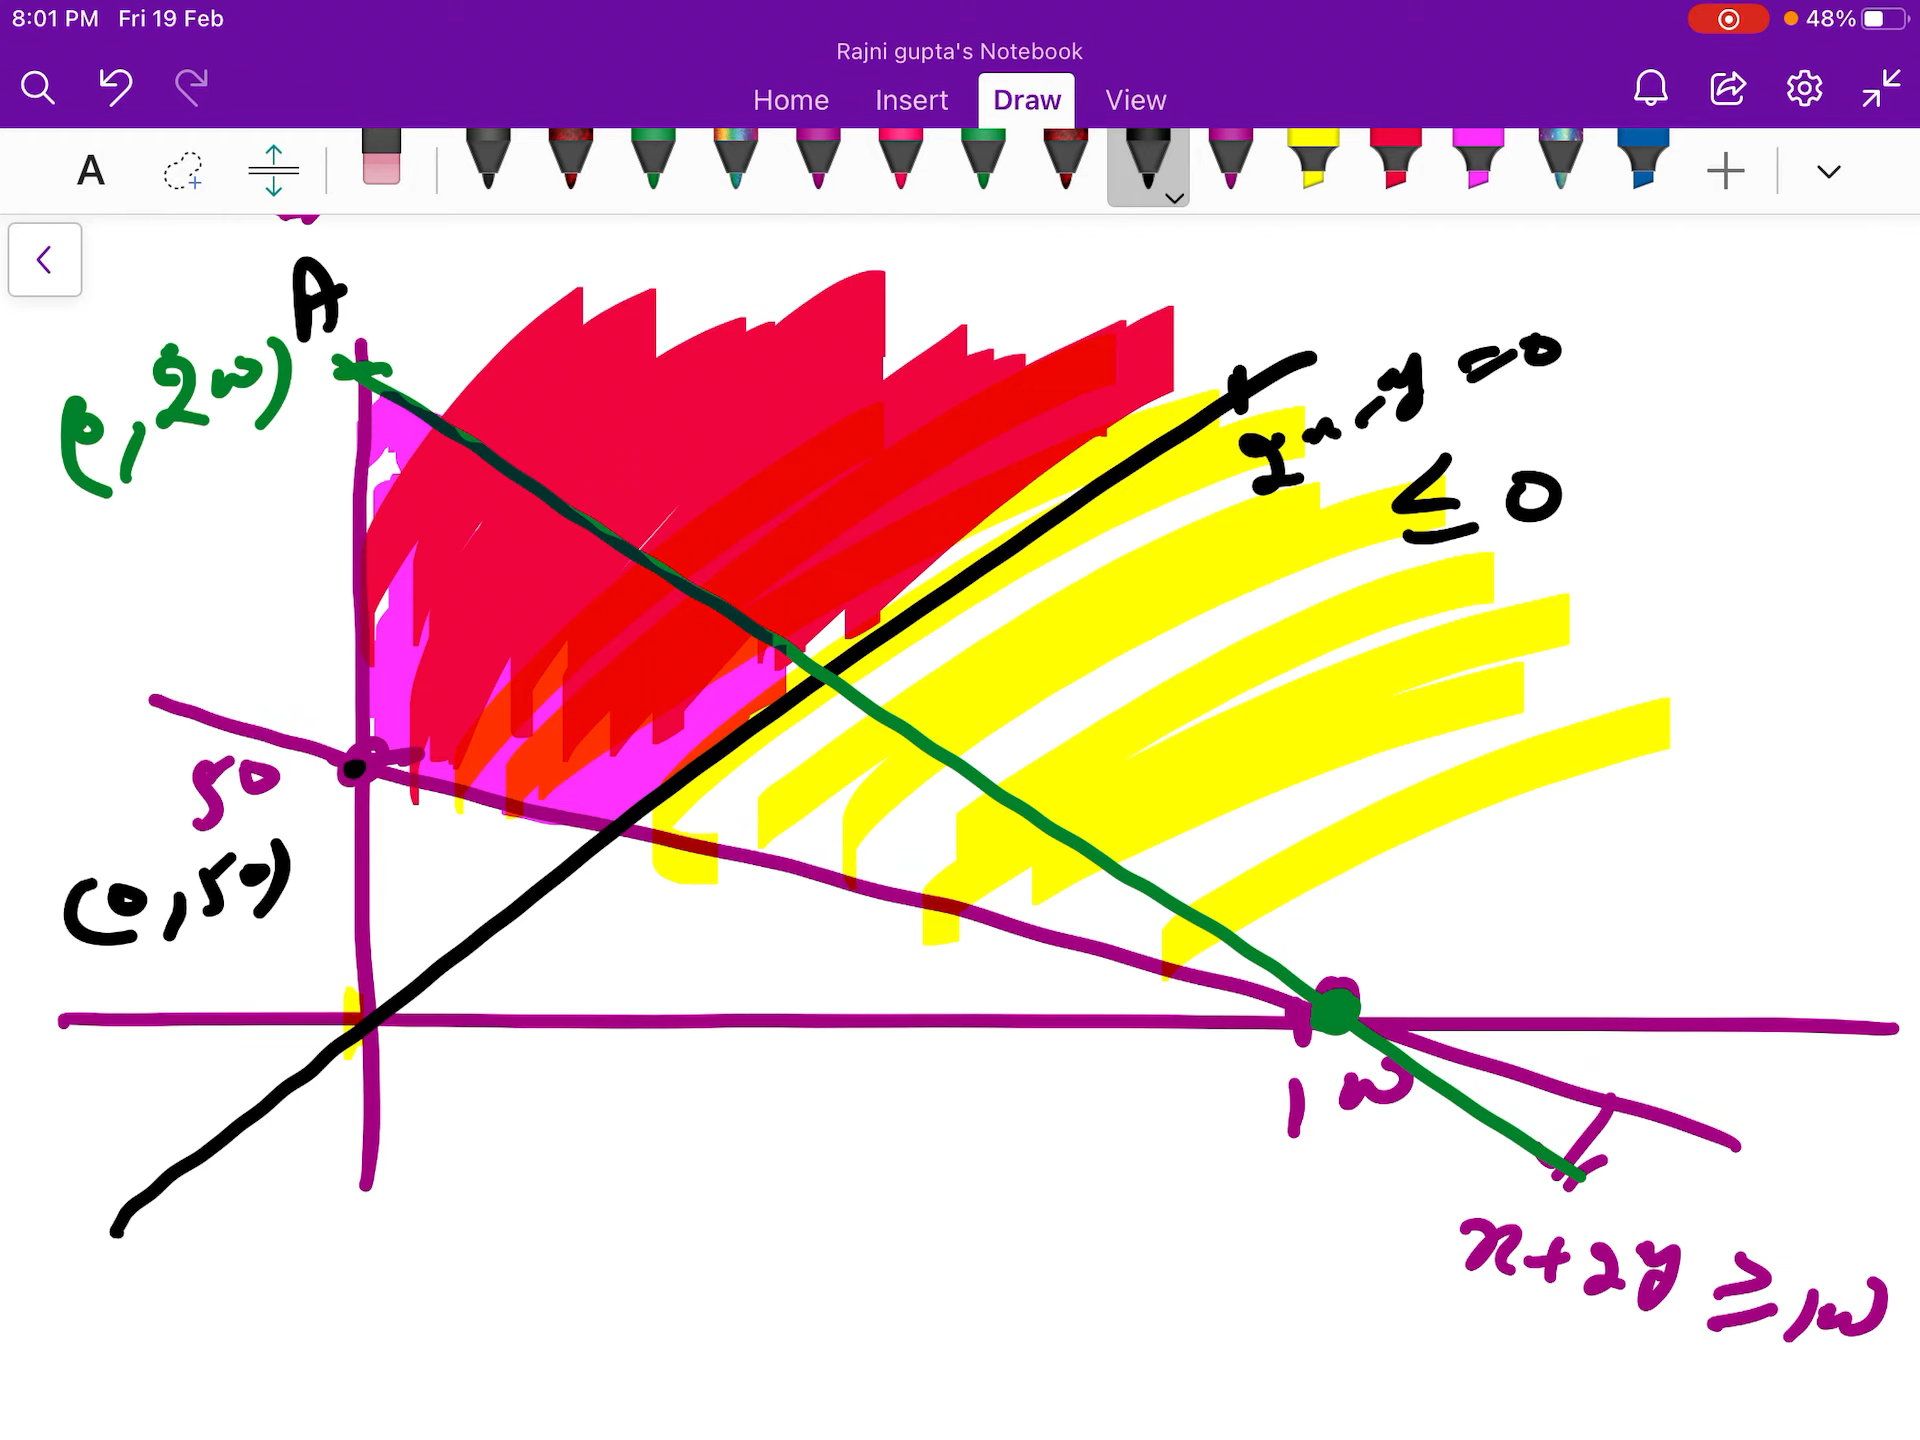 8:01 PM Fri 19 Feb
48%
Rajni gupta's Notebook
Home Insert Draw View
A
A
(0, 200)
2x - y = 0
≤ 0
50
(0, 50)
100
x + 2y ≥ 100